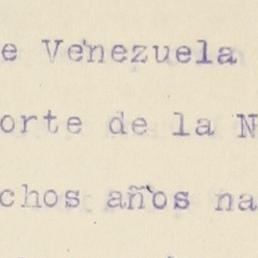 e Venezuela
orte de la N
chos años na